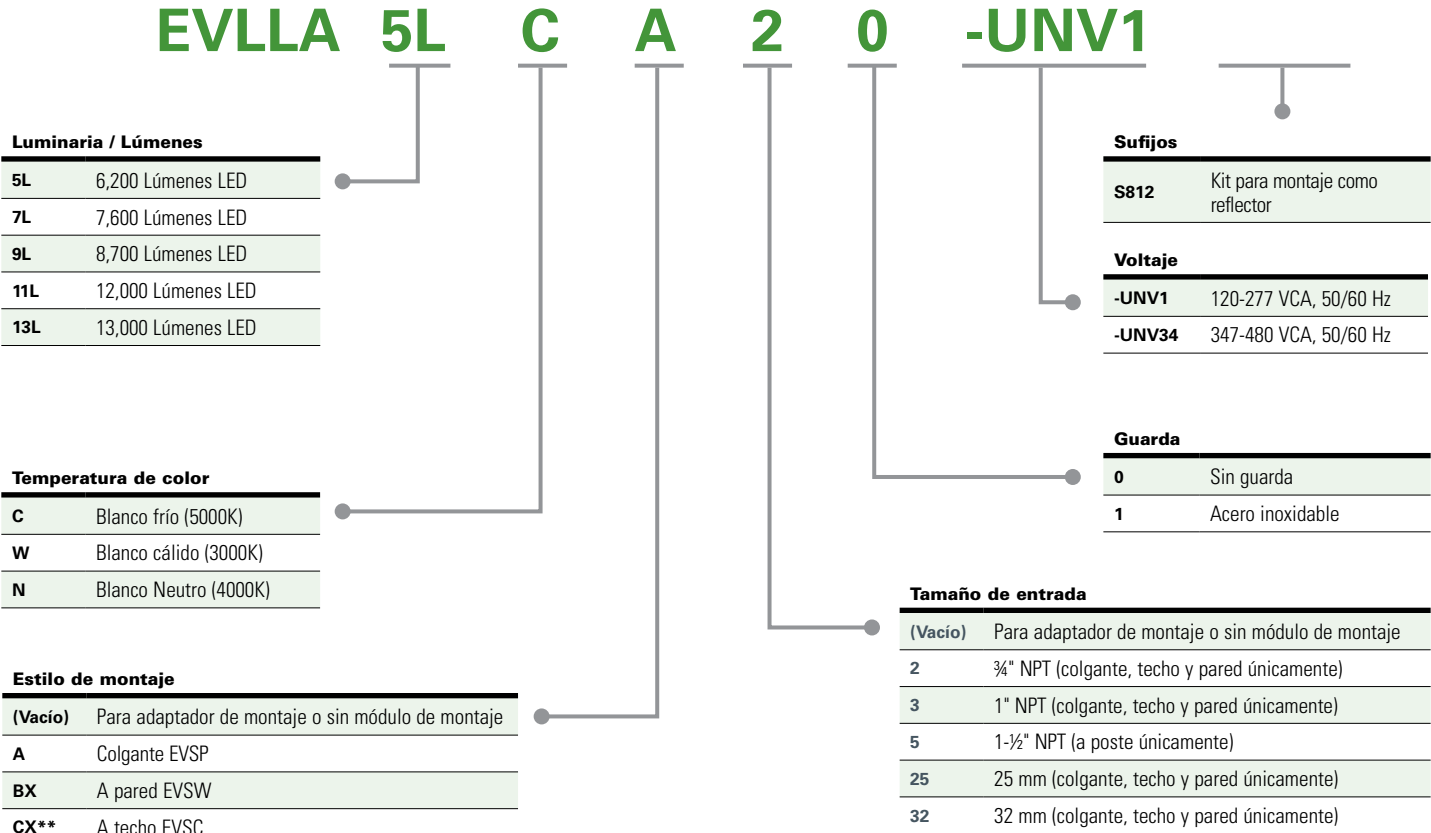 EVLLA 5L C A 2 0 -UNV1
Luminaria / Lúmenes
5L 6,200 Lúmenes LED
7L 7,600 Lúmenes LED
9L 8,700 Lúmenes LED
11L 12,000 Lúmenes LED
13L 13,000 Lúmenes LED
Temperatura de color
C Blanco frío (5000K)
W Blanco cálido (3000K)
N Blanco Neutro (4000K)
Estilo de montaje
(Vacío) Para adaptador de montaje o sin módulo de montaje
A Colgante EVSP
BX A pared EVSW
CX** A techo EVSC
Sufijos
S812 Kit para montaje como
reflector
Voltaje
-UNV1 120-277 VCA, 50/60 Hz
-UNV34 347-480 VCA, 50/60 Hz
Guarda
0 Sin guarda
1 Acero inoxidable
Tamaño de entrada
(Vacío) Para adaptador de montaje o sin módulo de montaje
2 ¾" NPT (colgante, techo y pared únicamente)
3 1" NPT (colgante, techo y pared únicamente)
5 1-½" NPT (a poste únicamente)
25 25 mm (colgante, techo y pared únicamente)
32 32 mm (colgante, techo y pared únicamente)